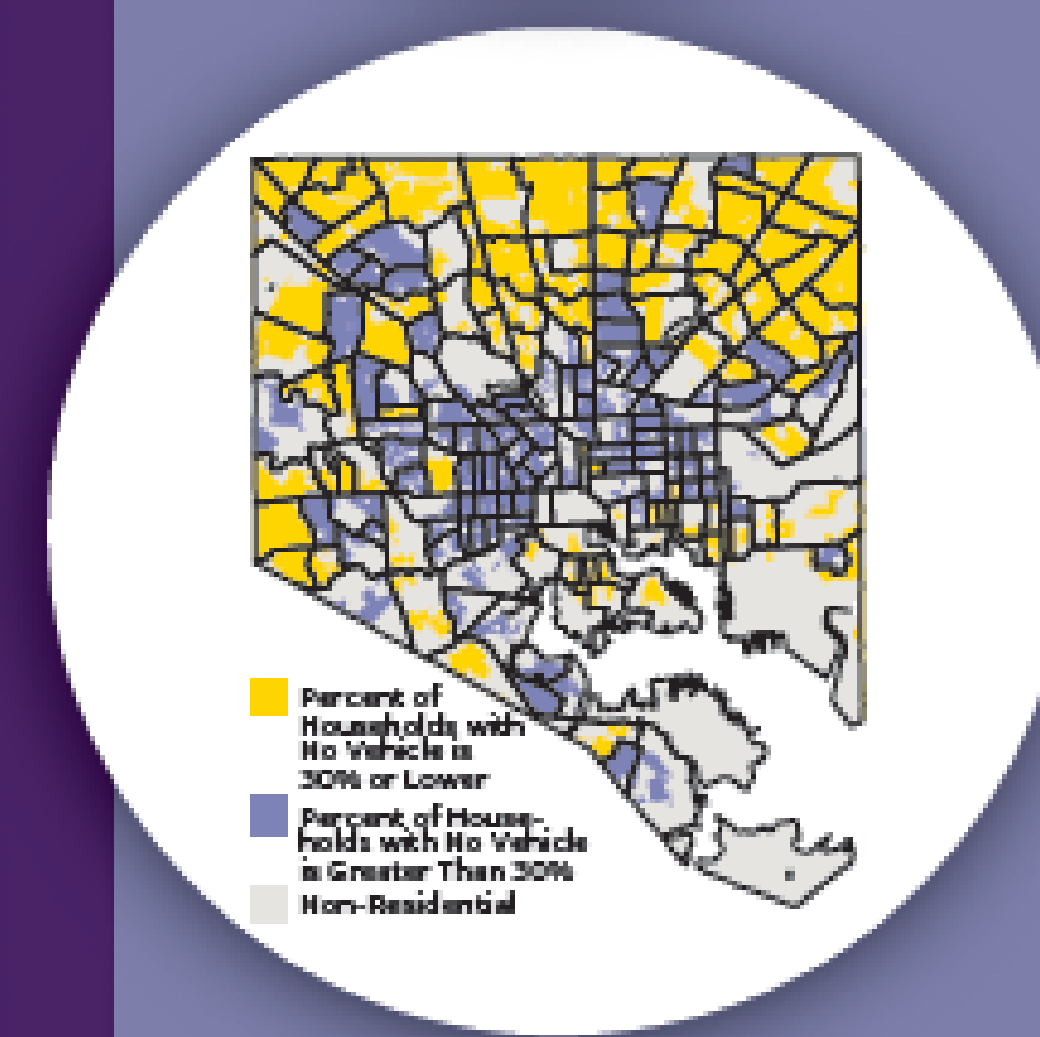 Percent of
Households with
No Vehicle is
30% or Lower
Percent of House-
holds with No Vehicle
is Greater Than 30%
Non-Residential